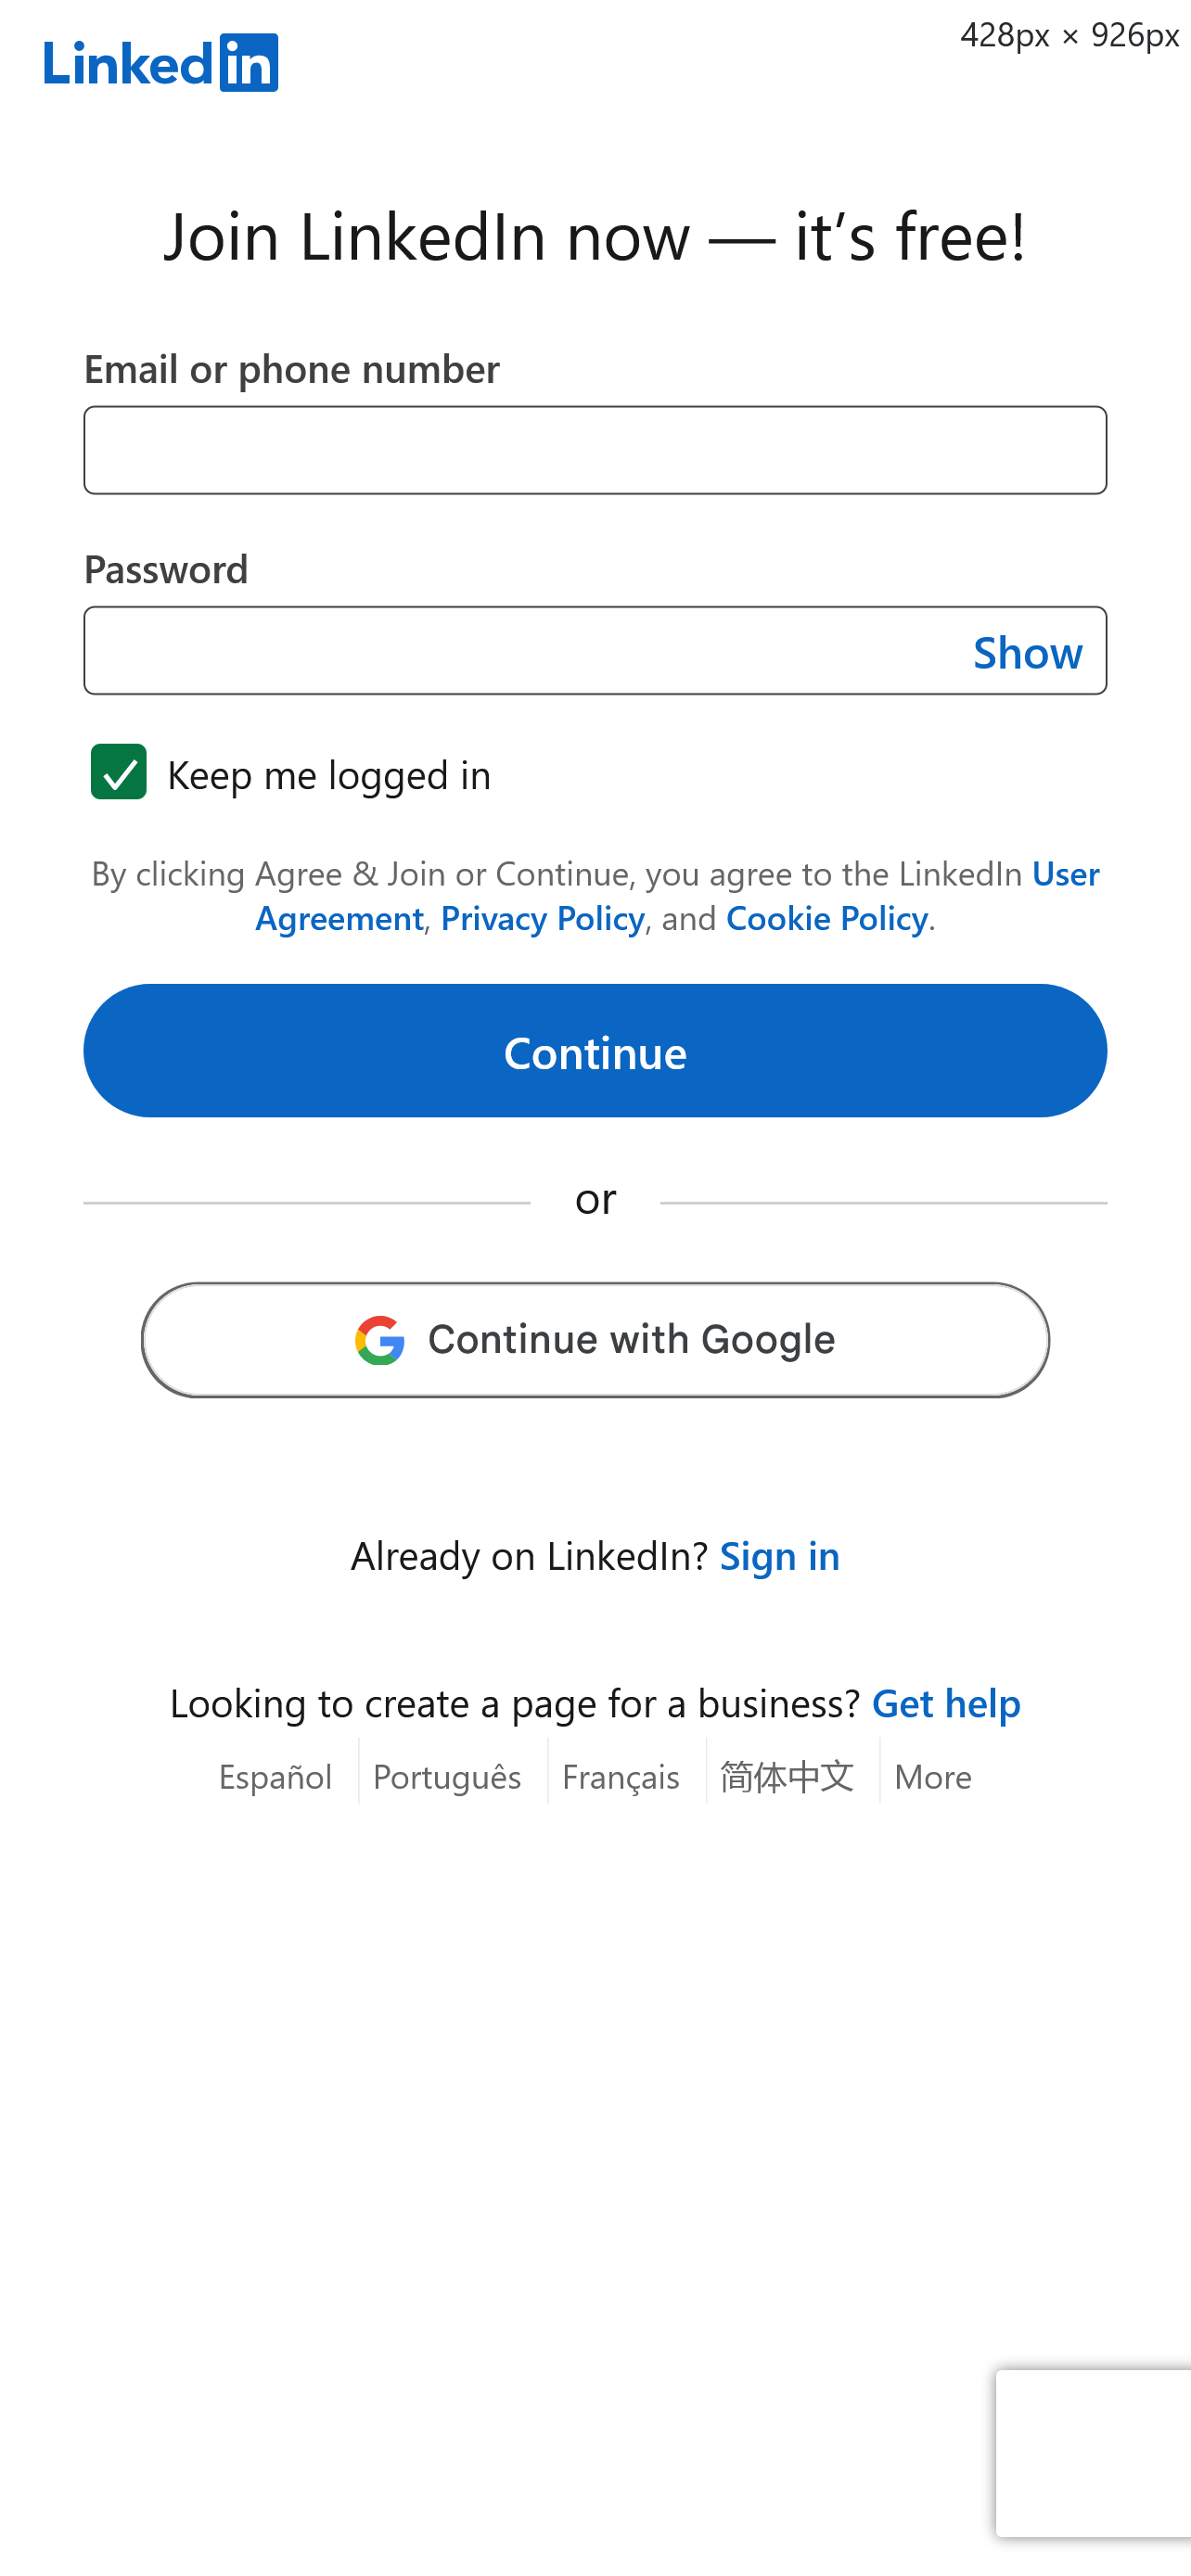 LinkedIn
428px × 926px
Join LinkedIn now — it’s free!
Email or phone number
Password
Show
Keep me logged in
By clicking Agree & Join or Continue, you agree to the LinkedIn User
Agreement, Privacy Policy, and Cookie Policy.
Continue
or
Continue with Google
Already on LinkedIn? Sign in
Looking to create a page for a business? Get help
Español Português Français 简体中文 More